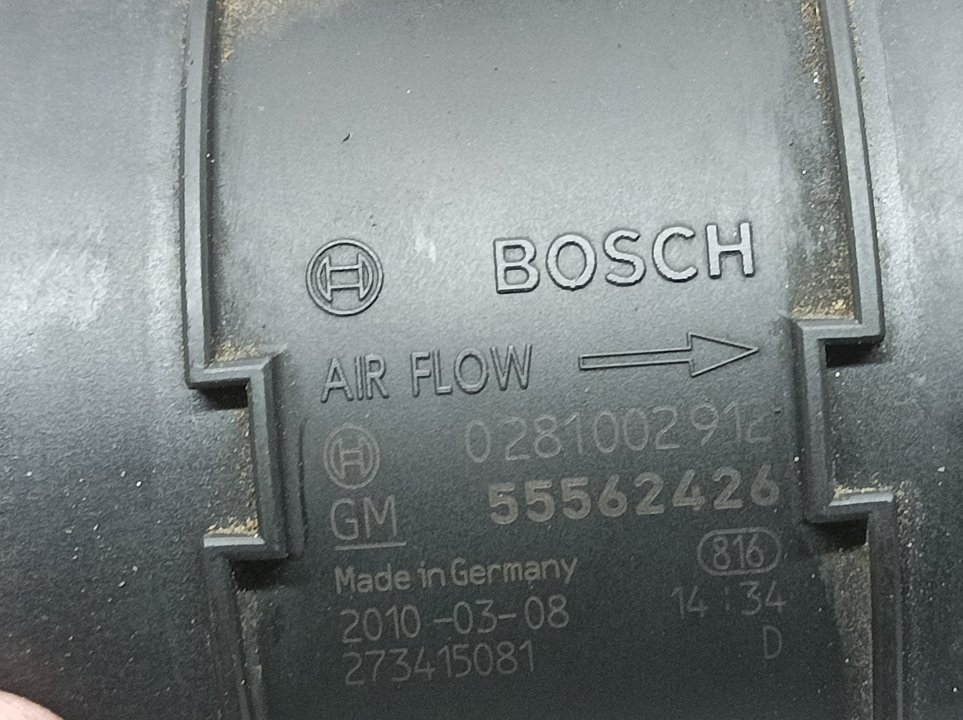 BOSCH
AIR FLOW
0281002912
GM 55562426
816
Made in Germany
2010-03-08 14:34
273415081 D